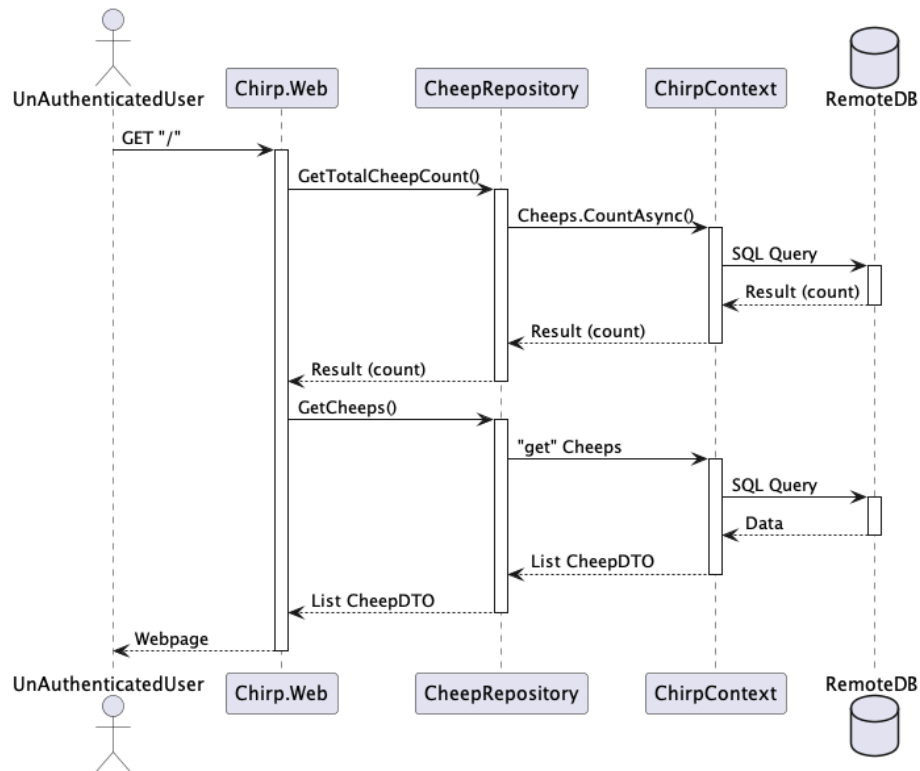 UnAuthenticatedUser
Chirp.Web
CheepRepository
ChirpContext
RemoteDB
GET "/"
GetTotalCheepCount()
Cheeps.CountAsync()
SQL Query
Result (count)
Result (count)
Result (count)
GetCheeps()
"get" Cheeps
SQL Query
Data
List CheepDTO
List CheepDTO
Webpage
UnAuthenticatedUser
Chirp.Web
CheepRepository
ChirpContext
RemoteDB